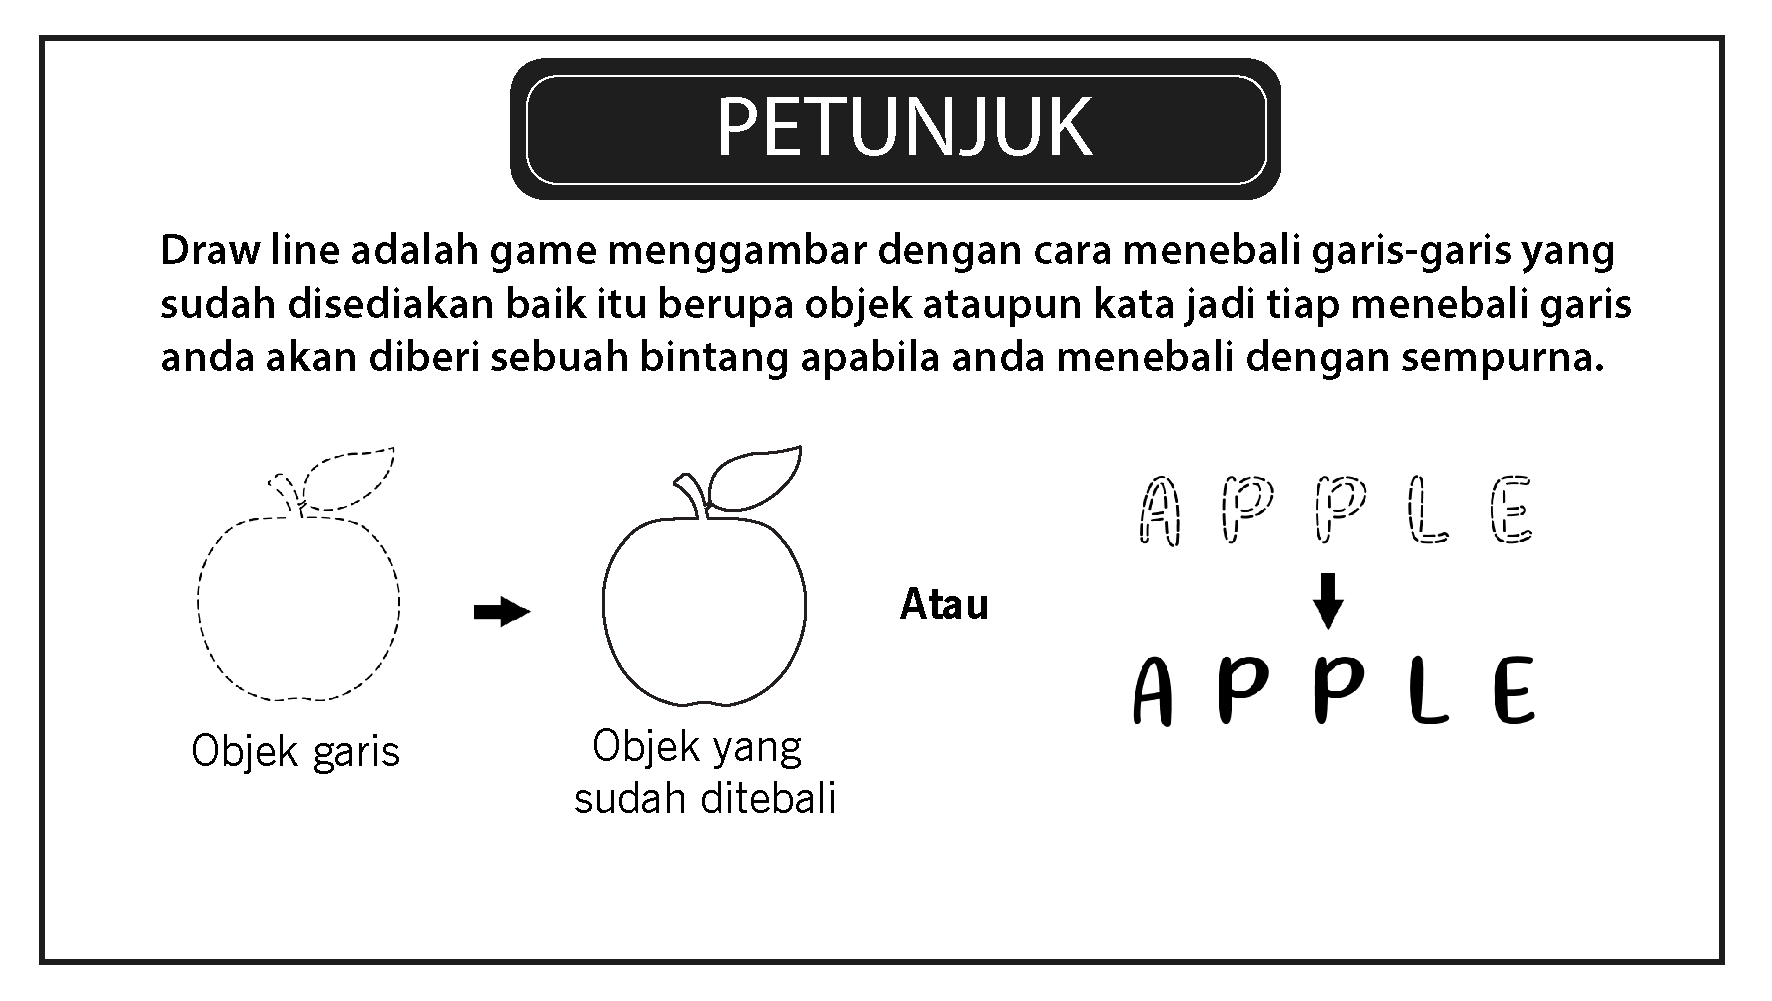 PETUNJUK
Draw line adalah game menggambar dengan cara menebali garis-garis yang
sudah disediakan baik itu berupa objek ataupun kata jadi tiap menebali garis
anda akan diberi sebuah bintang apabila anda menebali dengan sempurna.
A P P L E
Atau
A P P L E
Objek garis
Objek yang
sudah ditebali